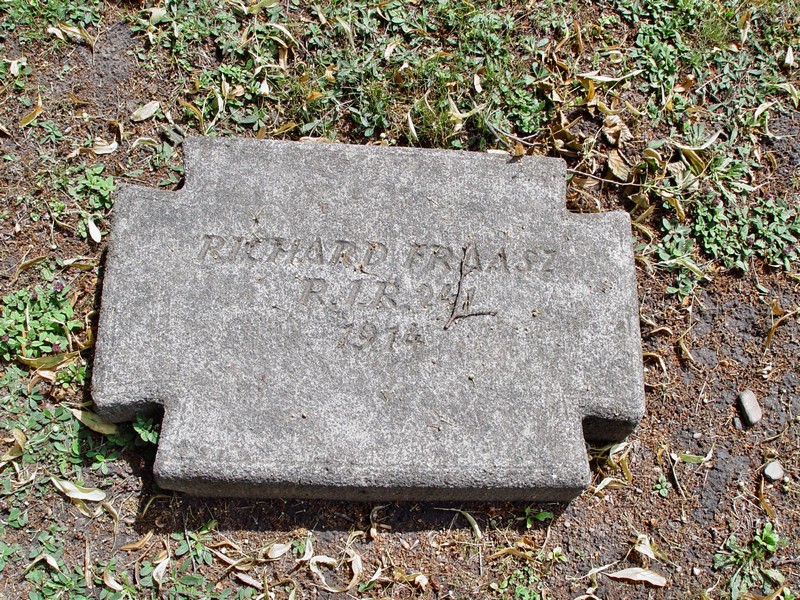 RICHARD FRAASZ
R.I.R. 241
1914